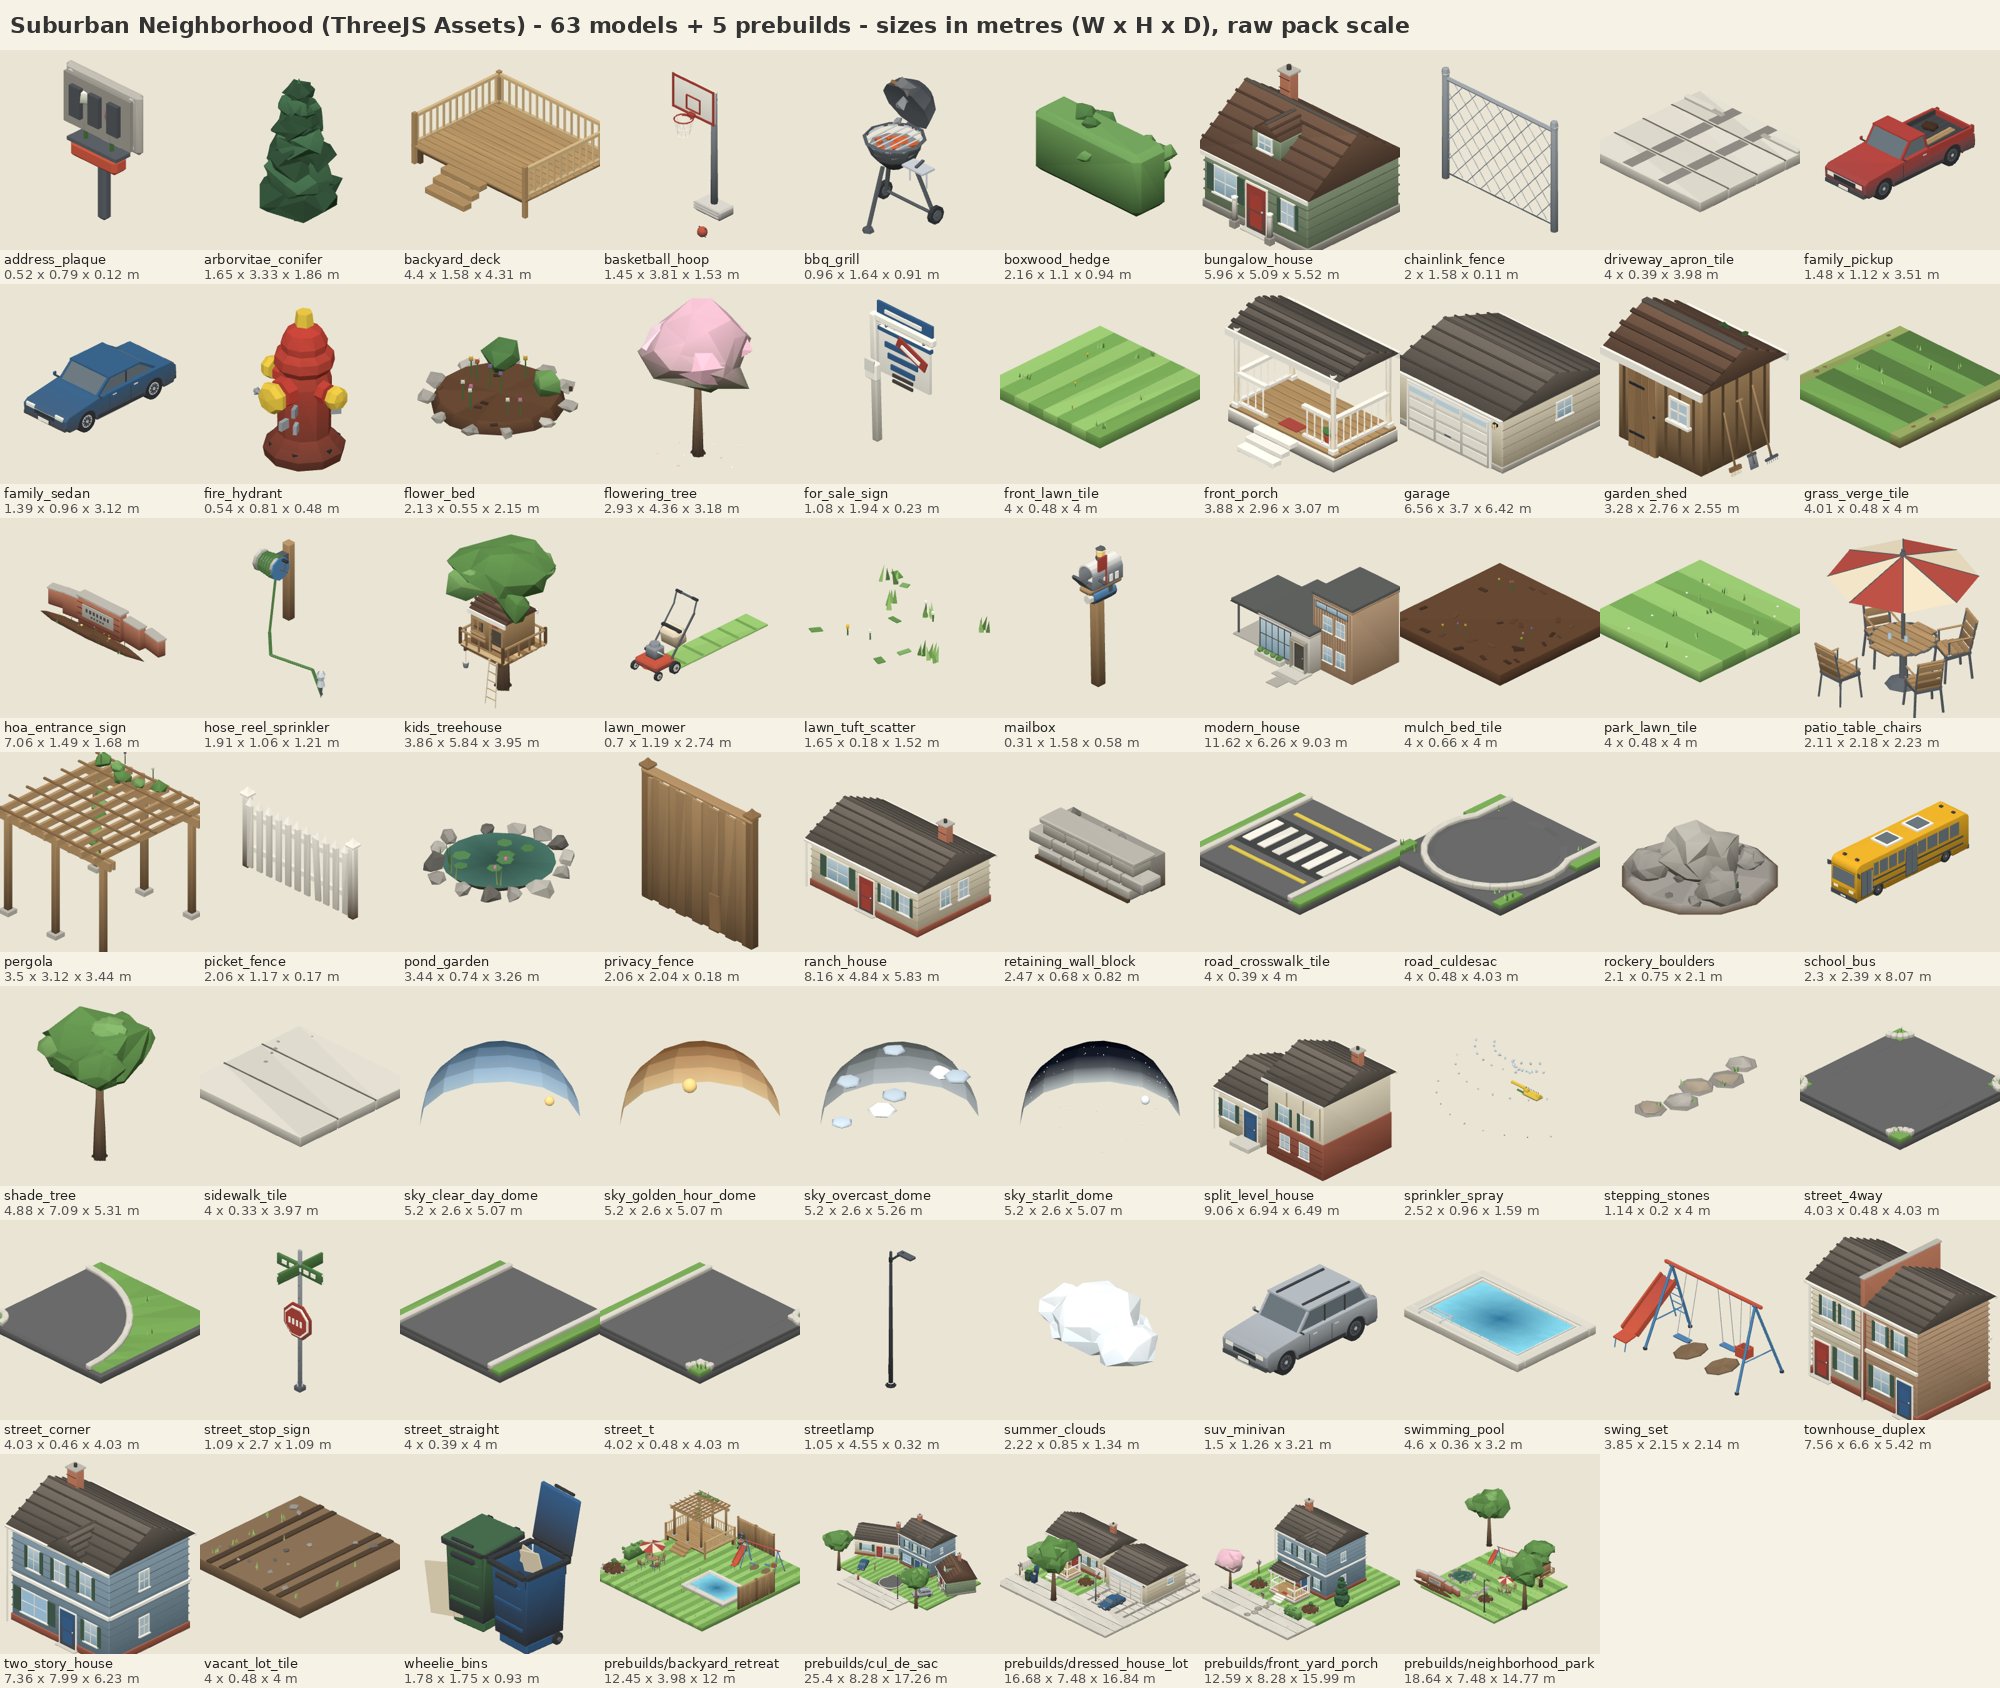 Suburban Neighborhood (ThreeJS Assets) - 63 models + 5 prebuilds - sizes in metres (W x H x D), raw pack scale
address_plaque
0.52 x 0.79 x 0.12 m
arborvitae_conifer
1.65 x 3.33 x 1.86 m
backyard_deck
4.4 x 1.58 x 4.31 m
basketball_hoop
1.45 x 3.81 x 1.53 m
bbq_grill
0.96 x 1.64 x 0.91 m
boxwood_hedge
2.16 x 1.1 x 0.94 m
bungalow_house
5.96 x 5.09 x 5.52 m
chainlink_fence
2 x 1.58 x 0.11 m
driveway_apron_tile
4 x 0.39 x 3.98 m
family_pickup
1.48 x 1.12 x 3.51 m
family_sedan
1.39 x 0.96 x 3.12 m
fire_hydrant
0.54 x 0.81 x 0.48 m
flower_bed
2.13 x 0.55 x 2.15 m
flowering_tree
2.93 x 4.36 x 3.18 m
for_sale_sign
1.08 x 1.94 x 0.23 m
front_lawn_tile
4 x 0.48 x 4 m
front_porch
3.88 x 2.96 x 3.07 m
garage
6.56 x 3.7 x 6.42 m
garden_shed
3.28 x 2.76 x 2.55 m
grass_verge_tile
4.01 x 0.48 x 4 m
hoa_entrance_sign
7.06 x 1.49 x 1.68 m
hose_reel_sprinkler
1.91 x 1.06 x 1.21 m
kids_treehouse
3.86 x 5.84 x 3.95 m
lawn_mower
0.7 x 1.19 x 2.74 m
lawn_tuft_scatter
1.65 x 0.18 x 1.52 m
mailbox
0.31 x 1.58 x 0.58 m
modern_house
11.62 x 6.26 x 9.03 m
mulch_bed_tile
4 x 0.66 x 4 m
park_lawn_tile
4 x 0.48 x 4 m
patio_table_chairs
2.11 x 2.18 x 2.23 m
pergola
3.5 x 3.12 x 3.44 m
picket_fence
2.06 x 1.17 x 0.17 m
pond_garden
3.44 x 0.74 x 3.26 m
privacy_fence
2.06 x 2.04 x 0.18 m
ranch_house
8.16 x 4.84 x 5.83 m
retaining_wall_block
2.47 x 0.68 x 0.82 m
road_crosswalk_tile
4 x 0.39 x 4 m
road_culdesac
4 x 0.48 x 4.03 m
rockery_boulders
2.1 x 0.75 x 2.1 m
school_bus
2.3 x 2.39 x 8.07 m
shade_tree
4.88 x 7.09 x 5.31 m
sidewalk_tile
4 x 0.33 x 3.97 m
sky_clear_day_dome
5.2 x 2.6 x 5.07 m
sky_golden_hour_dome
5.2 x 2.6 x 5.07 m
sky_overcast_dome
5.2 x 2.6 x 5.26 m
sky_starlit_dome
5.2 x 2.6 x 5.07 m
split_level_house
9.06 x 6.94 x 6.49 m
sprinkler_spray
2.52 x 0.96 x 1.59 m
stepping_stones
1.14 x 0.2 x 4 m
street_4way
4.03 x 0.48 x 4.03 m
street_corner
4.03 x 0.46 x 4.03 m
street_stop_sign
1.09 x 2.7 x 1.09 m
street_straight
4 x 0.39 x 4 m
street_t
4.02 x 0.48 x 4.03 m
streetlamp
1.05 x 4.55 x 0.32 m
summer_clouds
2.22 x 0.85 x 1.34 m
suv_minivan
1.5 x 1.26 x 3.21 m
swimming_pool
4.6 x 0.36 x 3.2 m
swing_set
3.85 x 2.15 x 2.14 m
townhouse_duplex
7.56 x 6.6 x 5.42 m
two_story_house
7.36 x 7.99 x 6.23 m
vacant_lot_tile
4 x 0.48 x 4 m
wheelie_bins
1.78 x 1.75 x 0.93 m
prebuilds/backyard_retreat
12.45 x 3.98 x 12 m
prebuilds/cul_de_sac
25.4 x 8.28 x 17.26 m
prebuilds/dressed_house_lot
16.68 x 7.48 x 16.84 m
prebuilds/front_yard_porch
12.59 x 8.28 x 15.99 m
prebuilds/neighborhood_park
18.64 x 7.48 x 14.77 m